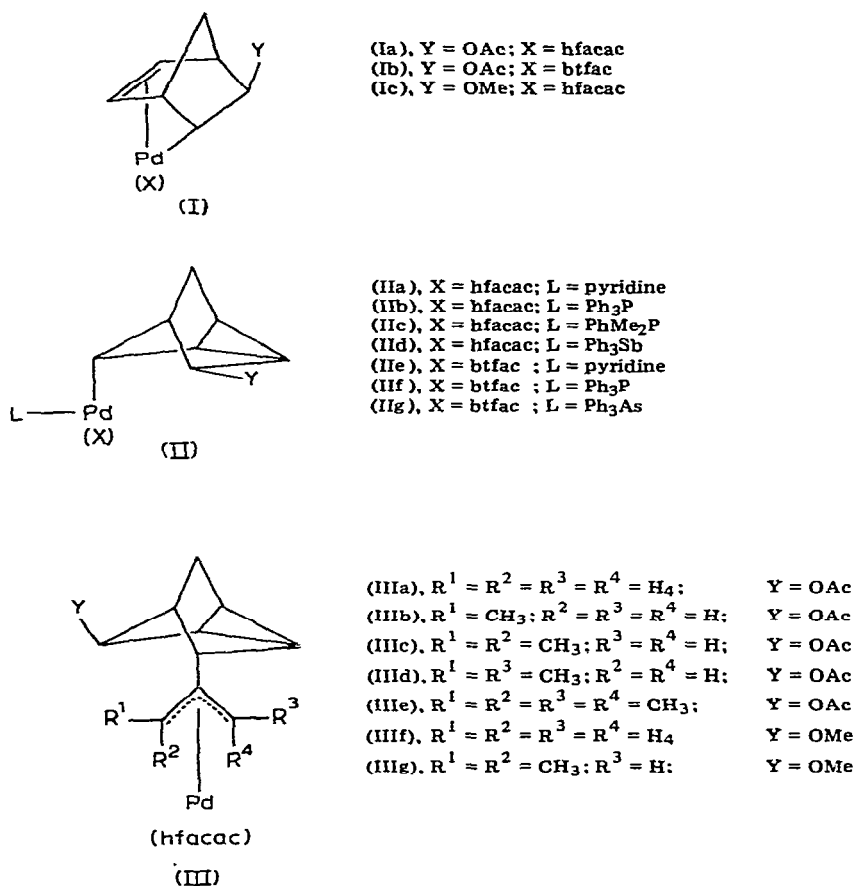 Y
Pd
(X)
(I)
(Ia), Y = OAc; X = hfacac
(Ib), Y = OAc; X = btfac
(Ic), Y = OMe; X = hfacac
Y
L
Pd
(X)
(II)
(IIa), X = hfacac; L = pyridine
(IIb), X = hfacac; L = Ph3P
(IIc), X = hfacac; L = PhMe2P
(IId), X = hfacac; L = Ph3Sb
(IIe), X = btfac ; L = pyridine
(IIf), X = btfac ; L = Ph3P
(IIg), X = btfac ; L = Ph3As
Y
R1
R3
R2
R4
Pd
(hfacac)
(III)
(IIIa), R1 = R2 = R3 = R4 = H4; Y = OAc
(IIIb), R1 = CH3; R2 = R3 = R4 = H; Y = OAc
(IIIc), R1 = R2 = CH3; R3 = R4 = H; Y = OAc
(IIId), R1 = R3 = CH3; R2 = R4 = H; Y = OAc
(IIIe), R1 = R2 = R3 = R4 = CH3; Y = OAc
(IIIf), R1 = R2 = R3 = R4 = H4 Y = OMe
(IIIg), R1 = R2 = CH3; R3 = H; Y = OMe